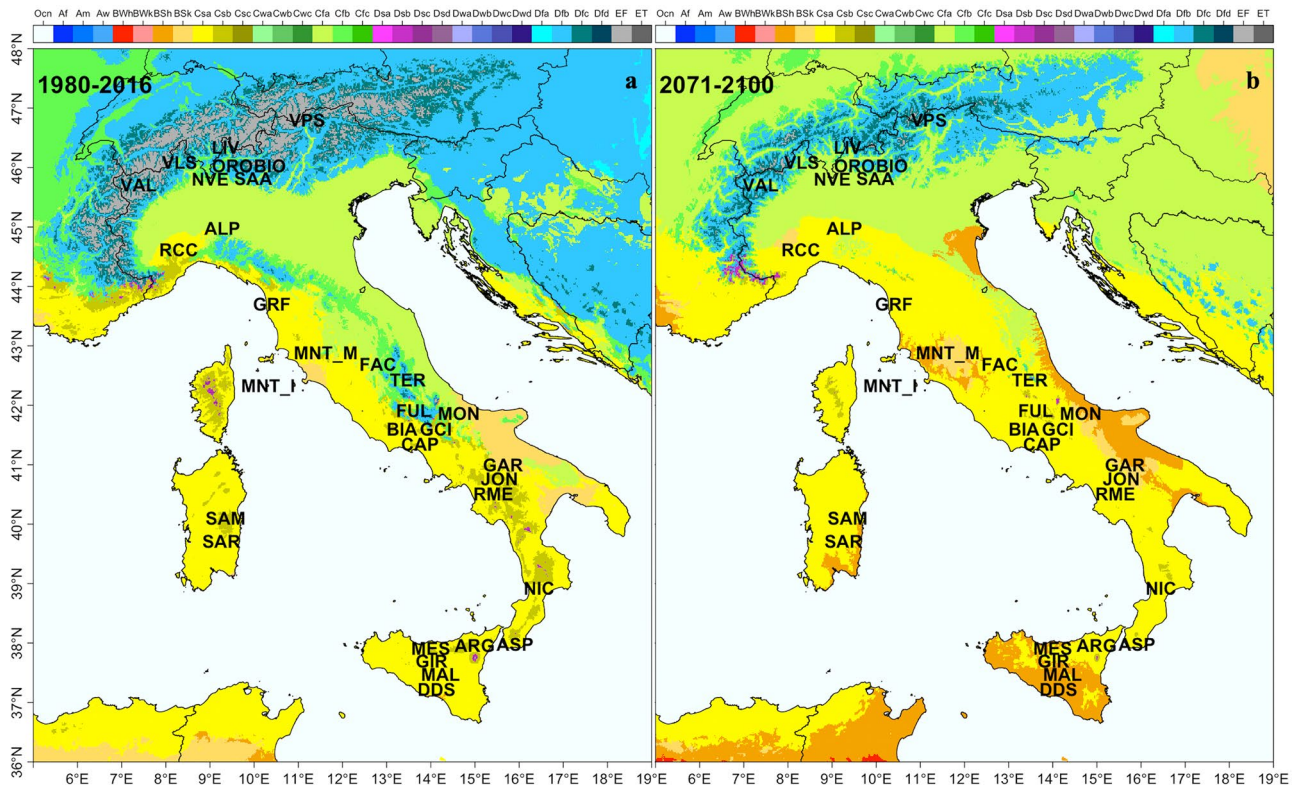 Ocn Af Am Aw BWh BWk BSh BSk Csa Csb Csc Cwa Cwb Cwc Cfa Cfb Cfc Dsa Dsb Dsc Dsd Dwa Dwb Dwc Dwd Dfa Dfb Dfc Dfd EF ET
1980-2016
a
48°N
47°N
46°N
45°N
44°N
43°N
42°N
41°N
40°N
39°N
38°N
37°N
36°N
VPS
LIV
VLS
OROBIO
VAL
NVE SAA
ALP
RCC
GRF
MNT_M
FAC
MNT_I
TER
FUL MON
BIA GCI
CAP
GAR
JON
RME
SAM
SAR
NIC
MES ARG ASP
GIR
MAL
DDS
6°E 7°E 8°E 9°E 10°E 11°E 12°E 13°E 14°E 15°E 16°E 17°E 18°E 19°E
Ocn Af Am Aw BWh BWk BSh BSk Csa Csb Csc Cwa Cwb Cwc Cfa Cfb Cfc Dsa Dsb Dsc Dsd Dwa Dwb Dwc Dwd Dfa Dfb Dfc Dfd EF ET
2071-2100
b
VPS
LIV
VLS
OROBIO
VAL
NVE SAA
ALP
RCC
GRF
MNT_M
FAC
MNT_I
TER
FUL MON
BIA GCI
CAP
GAR
JON
RME
SAM
SAR
NIC
MES ARG ASP
GIR
MAL
DDS
6°E 7°E 8°E 9°E 10°E 11°E 12°E 13°E 14°E 15°E 16°E 17°E 18°E 19°E